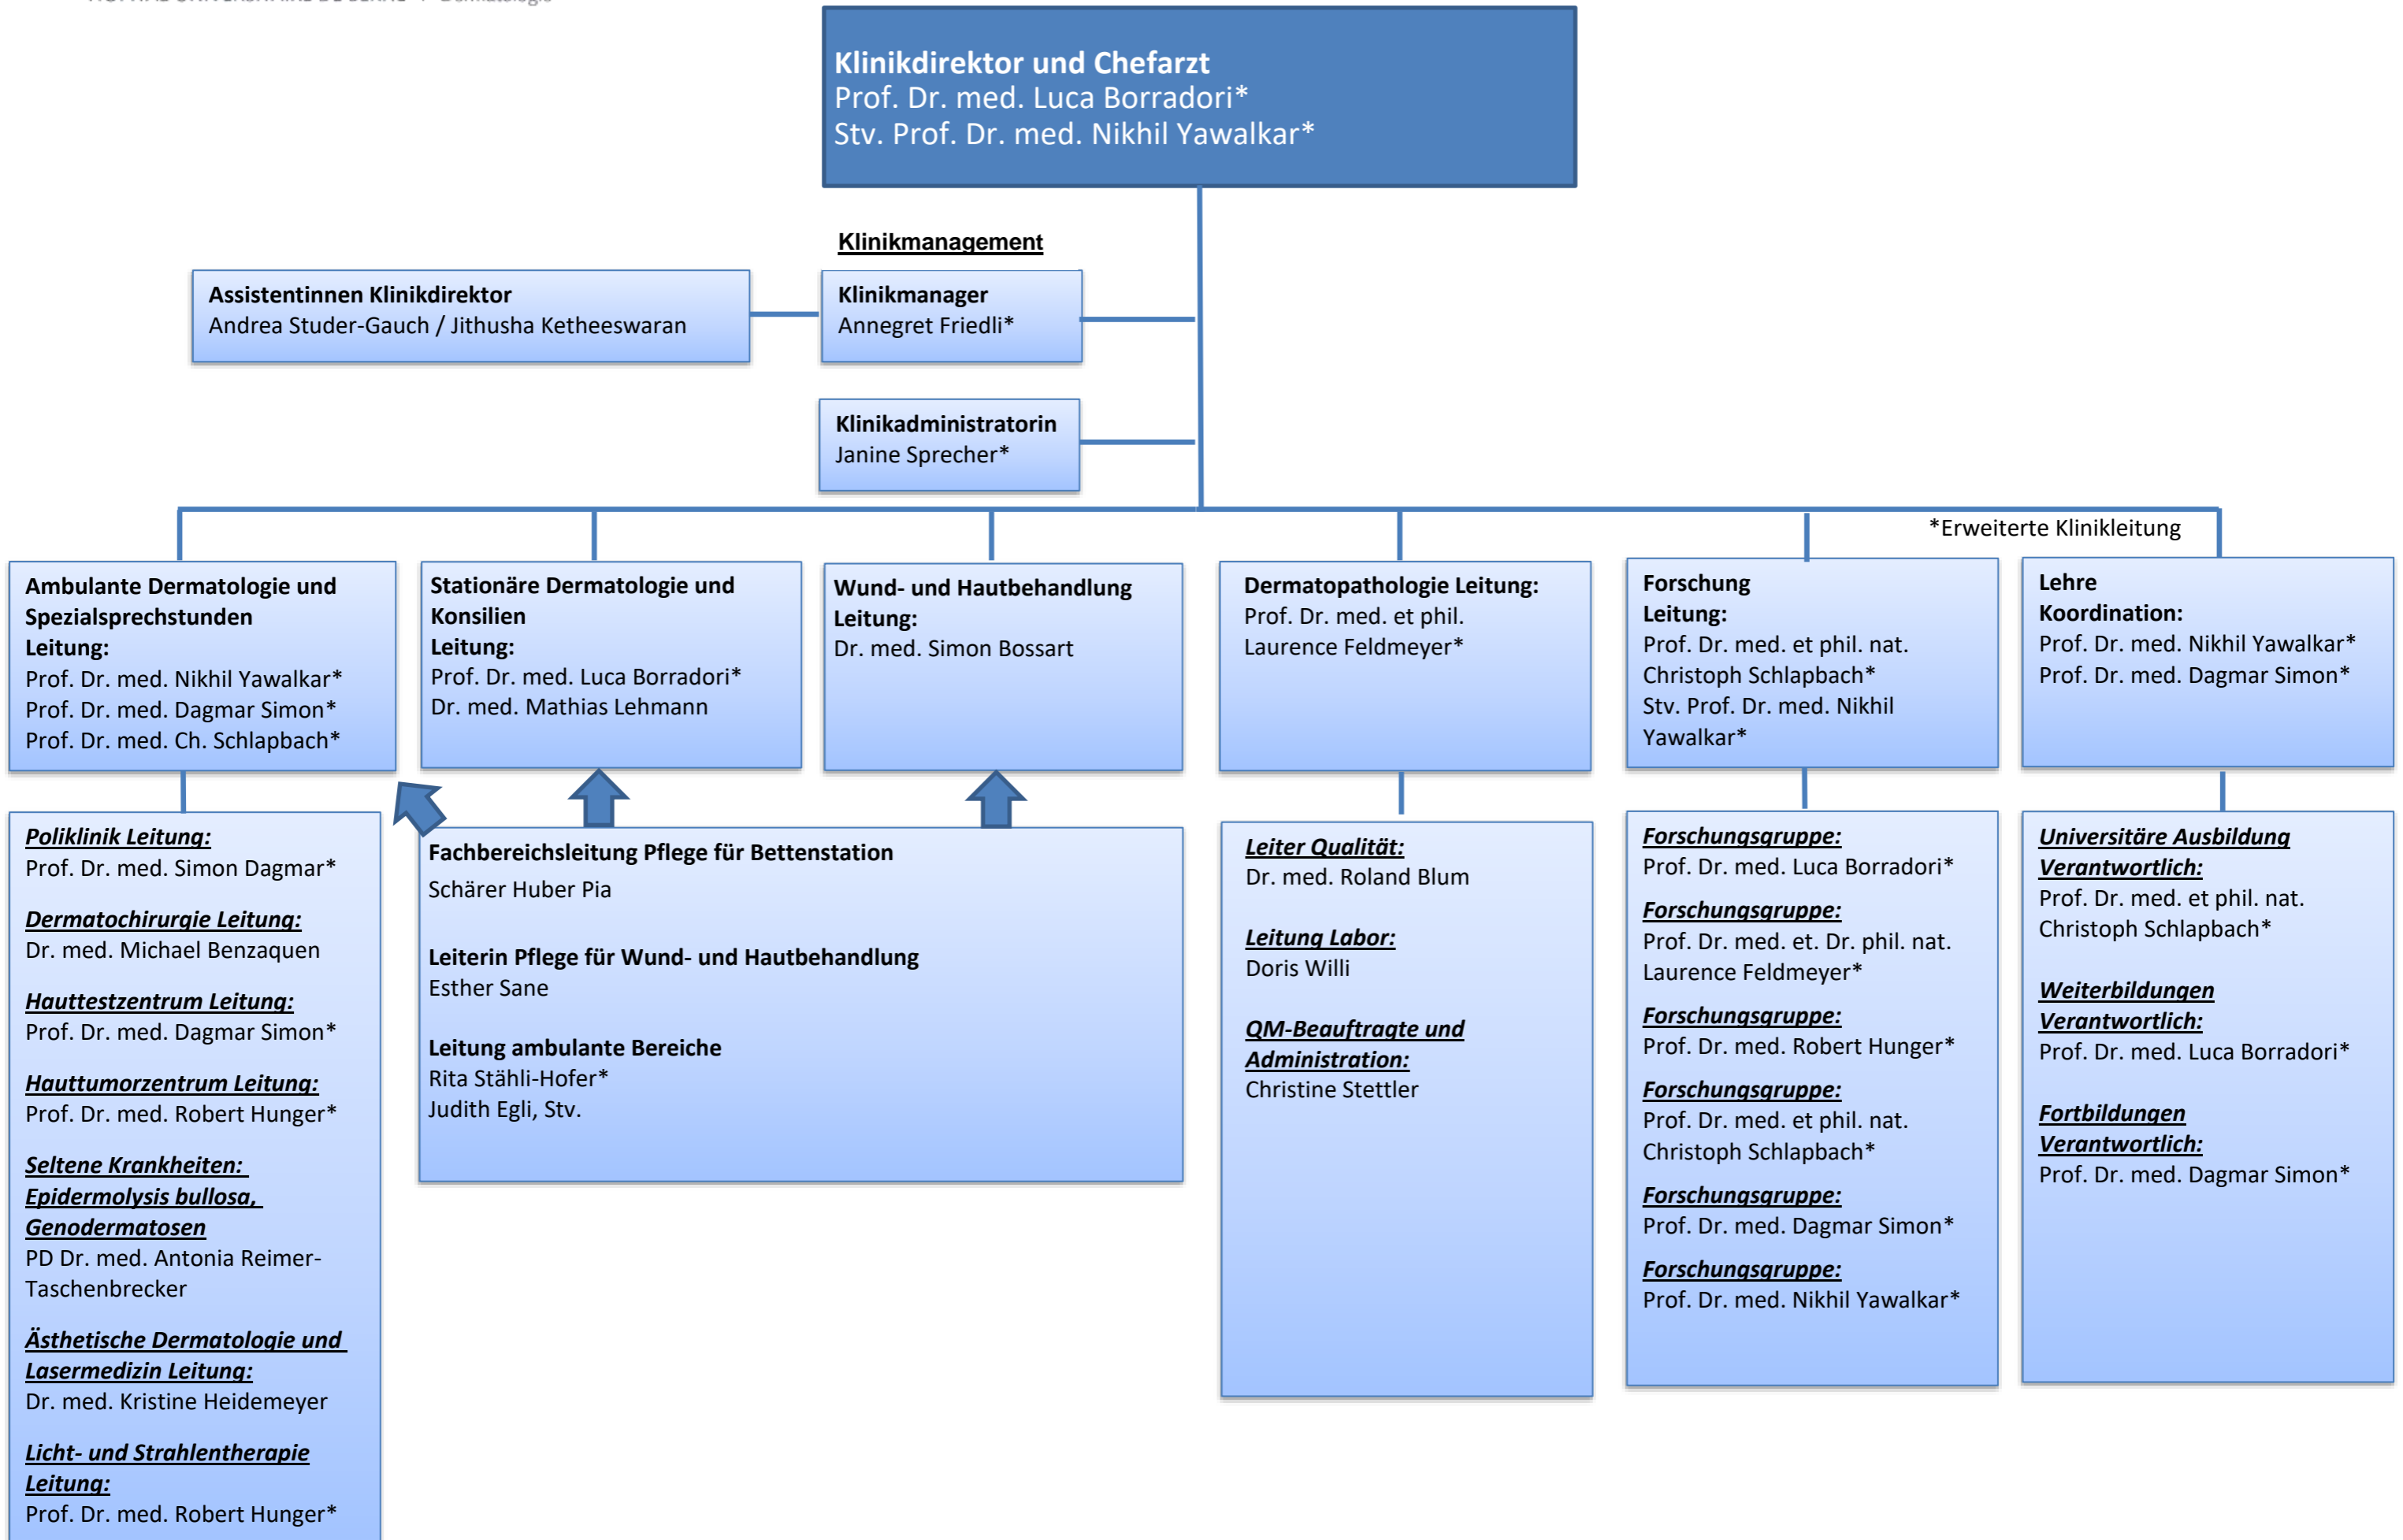 Klinikdirektor und Chefarzt
Prof. Dr. med. Luca Borradori*
Stv. Prof. Dr. med. Nikhil Yawalkar*
Klinikmanagement
Assistentinnen Klinikdirektor
Andrea Studer-Gauch / Jithusha Ketheeswaran
Klinikmanager
Annegret Friedli*
Klinikadministratorin
Janine Sprecher*
*Erweiterte Klinikleitung
Ambulante Dermatologie und
Spezialsprechstunden
Leitung:
Prof. Dr. med. Nikhil Yawalkar*
Prof. Dr. med. Dagmar Simon*
Prof. Dr. med. Ch. Schlapbach*
Stationäre Dermatologie und
Konsilien
Leitung:
Prof. Dr. med. Luca Borradori*
Dr. med. Mathias Lehmann
Wund- und Hautbehandlung
Leitung:
Dr. med. Simon Bossart
Dermatopathologie Leitung:
Prof. Dr. med. et phil.
Laurence Feldmeyer*
Forschung
Leitung:
Prof. Dr. med. et phil. nat.
Christoph Schlapbach*
Stv. Prof. Dr. med. Nikhil
Yawalkar*
Lehre
Koordination:
Prof. Dr. med. Nikhil Yawalkar*
Prof. Dr. med. Dagmar Simon*
Poliklinik Leitung:
Prof. Dr. med. Simon Dagmar*
Dermatochirurgie Leitung:
Dr. med. Michael Benzaquen
Hauttestzentrum Leitung:
Prof. Dr. med. Dagmar Simon*
Hauttumorzentrum Leitung:
Prof. Dr. med. Robert Hunger*
Seltene Krankheiten:
Epidermolysis bullosa,
Genodermatosen
PD Dr. med. Antonia Reimer-
Taschenbrecker
Ästhetische Dermatologie und
Lasermedizin Leitung:
Dr. med. Kristine Heidemeyer
Licht- und Strahlentherapie
Leitung:
Prof. Dr. med. Robert Hunger*
Fachbereichsleitung Pflege für Bettenstation
Schärer Huber Pia
Leiterin Pflege für Wund- und Hautbehandlung
Esther Sane
Leitung ambulante Bereiche
Rita Stähli-Hofer*
Judith Egli, Stv.
Leiter Qualität:
Dr. med. Roland Blum
Leitung Labor:
Doris Willi
QM-Beauftragte und
Administration:
Christine Stettler
Forschungsgruppe:
Prof. Dr. med. Luca Borradori*
Forschungsgruppe:
Prof. Dr. med. et. Dr. phil. nat.
Laurence Feldmeyer*
Forschungsgruppe:
Prof. Dr. med. Robert Hunger*
Forschungsgruppe:
Prof. Dr. med. et phil. nat.
Christoph Schlapbach*
Forschungsgruppe:
Prof. Dr. med. Dagmar Simon*
Forschungsgruppe:
Prof. Dr. med. Nikhil Yawalkar*
Universitäre Ausbildung
Verantwortlich:
Prof. Dr. med. et phil. nat.
Christoph Schlapbach*
Weiterbildungen
Verantwortlich:
Prof. Dr. med. Luca Borradori*
Fortbildungen
Verantwortlich:
Prof. Dr. med. Dagmar Simon*